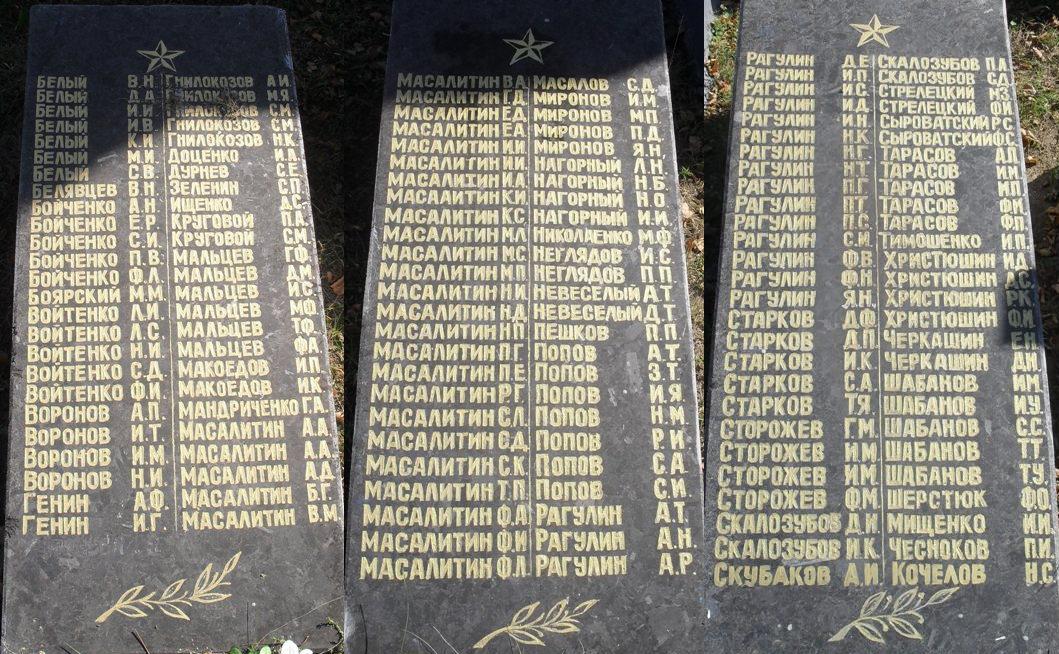 БЕЛЫЙ В.Н. ГНИЛОКОЗОВ А.И.
БЕЛЫЙ Д.Д. ГНИЛОКОЗОВ М.Я.
БЕЛЫЙ И.И. ГНИЛОКОЗОВ С.М.
БЕЛЫЙ И.В. ГНИЛОКОЗОВ Н.К.
БЕЛЫЙ К.И. ДОЦЕНКО И.А.
БЕЛЫЙ М.И. ДУРНЕВ С.Е.
БЕЛЫЙ С.В. ЗЕЛЕНИН С.П.
БЕЛЯВЦЕВ В.Н. ИЩЕНКО Д.С.
БОЙЧЕНКО А.Н. КРУГОВОЙ П.А.
БОЙЧЕНКО Е.Р. КРУГОВОЙ С.М.
БОЙЧЕНКО С.И. МАЛЬЦЕВ Г.Ф.
БОЙЧЕНКО П.В. МАЛЬЦЕВ Д.И.
БОЙЧЕНКО Ф.Л. МАЛЬЦЕВ И.С.
БОЯРСКИЙ М.М. МАЛЬЦЕВ М.Ф.
ВОЙТЕНКО Л.И. МАЛЬЦЕВ Т.Ф.
ВОЙТЕНКО Л.С. МАЛЬЦЕВ Ф.А.
ВОЙТЕНКО Н.И. МАКОЕДОВ И.П.
ВОЙТЕНКО С.Д. МАКОЕДОВ И.К.
ВОЙТЕНКО Ф.И. МАНДРИЧЕНКО Г.А.
ВОРОНОВ А.П. МАСАЛИТИН А.А.
ВОРОНОВ И.Т. МАСАЛИТИН А.А.
ВОРОНОВ И.М. МАСАЛИТИН А.Д.
ВОРОНОВ Н.И. МАСАЛИТИН Б.Г.
ГЕНИН А.Ф. МАСАЛИТИН В.М.
ГЕНИН И.Г.
МАСАЛИТИН В.А. МАСАЛОВ С.Д.
МАСАЛИТИН Г.Д. МИРОНОВ И.М.
МАСАЛИТИН Е.Д. МИРОНОВ М.П.
МАСАЛИТИН Е.Д. МИРОНОВ П.Д.
МАСАЛИТИН И.Д. МИРОНОВ Я.Н.
МАСАЛИТИН И.И. НАГОРНЫЙ Л.Н.
МАСАЛИТИН И.Л. НАГОРНЫЙ Н.Б.
МАСАЛИТИН К.И. НАГОРНЫЙ Н.О.
МАСАЛИТИН К.С. НАГОРНЫЙ И.И.
МАСАЛИТИН М.Л. НИКОЛАЕНКО М.Ф.
МАСАЛИТИН М.С. НЕГЛЯДОВ И.С.
МАСАЛИТИН М.П. НЕГЛЯДОВ П.П.
МАСАЛИТИН Н.И. НЕВЕСЕЛЫЙ А.Т.
МАСАЛИТИН Н.Д. НЕВЕСЕЛЫЙ Д.Т.
МАСАЛИТИН Н.П. ПЕШКОВ П.П.
МАСАЛИТИН П.Г. ПОПОВ А.Т.
МАСАЛИТИН П.Е. ПОПОВ З.Т.
МАСАЛИТИН Р.Г. ПОПОВ И.Я.
МАСАЛИТИН С.Л. ПОПОВ Н.М.
МАСАЛИТИН С.Д. ПОПОВ Р.И.
МАСАЛИТИН С.К. ПОПОВ С.А.
МАСАЛИТИН Т.П. ПОПОВ С.И.
МАСАЛИТИН Ф.А. РАГУЛИН А.Т.
МАСАЛИТИН Ф.И. РАГУЛИН А.Н.
МАСАЛИТИН Ф.Л. РАГУЛИН А.Р.
РАГУЛИН Д.Е. СКАЛОЗУБОВ П.А.
РАГУЛИН И.П. СКАЛОЗУБОВ С.Д.
РАГУЛИН И.С. СТРЕЛЕЦКИЙ М.З.
РАГУЛИН И.Д. СТРЕЛЕЦКИЙ Ф.И.
РАГУЛИН И.Н. СЫРОВАТСКИЙ Р.С.
РАГУЛИН Н.К. СЫРОВАТСКИЙ Ф.С.
РАГУЛИН Н.Г. ТАРАСОВ А.П.
РАГУЛИН Н.Т. ТАРАСОВ И.М.
РАГУЛИН П.Г. ТАРАСОВ И.П.
РАГУЛИН П.Т. ТАРАСОВ Ф.И.
РАГУЛИН П.С. ТАРАСОВ Ф.П.
РАГУЛИН С.И. ТИМОШЕНКО И.П.
РАГУЛИН Ф.В. ХРИСТЮШИН И.Д.
РАГУЛИН Ф.Н. ХРИСТЮШИН Д.С.
РАГУЛИН Я.Н. ХРИСТЮШИН Р.К.
СТАРКОВ Д.Ф. ХРИСТЮШИН Ф.И.
СТАРКОВ Д.П. ЧЕРКАШИН Е.Н.
СТАРКОВ И.К. ЧЕРКАШИН Д.И.
СТАРКОВ С.А. ШАБАНОВ И.М.
СТАРКОВ Т.Я. ШАБАНОВ И.У.
СТОРОЖЕВ Г.М. ШАБАНОВ С.С.
СТОРОЖЕВ И.М. ШАБАНОВ Т.Т.
СТОРОЖЕВ И.М. ШАБАНОВ Т.У.
СТОРОЖЕВ Ф.М. ШЕРСТЮК Ф.О.
СКАЛОЗУБОВ Д.И. МИЩЕНКО И.И.
СКАЛОЗУБОВ И.К. ЧЕСНОКОВ П.И.
СКУБАКОВ А.И. КОЧЕЛОВ Н.С.